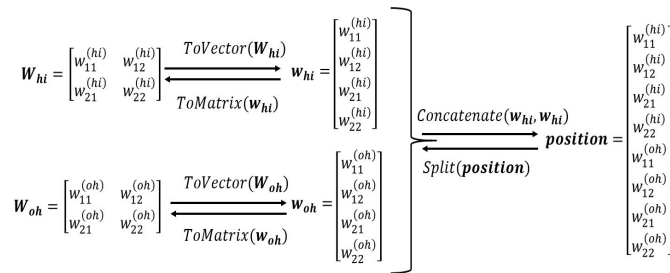 W_hi = [w_11^(hi) w_12^(hi); w_21^(hi) w_22^(hi)]
ToVector(W_hi)
ToMatrix(w_hi)
w_hi = [w_11^(hi); w_12^(hi); w_21^(hi); w_22^(hi)]
W_oh = [w_11^(oh) w_12^(oh); w_21^(oh) w_22^(oh)]
ToVector(W_oh)
ToMatrix(w_oh)
w_oh = [w_11^(oh); w_12^(oh); w_21^(oh); w_22^(oh)]
Concatenate(w_hi, w_hi)
Split(position)
position = [w_11^(hi); w_12^(hi); w_21^(hi); w_22^(hi); w_11^(oh); w_12^(oh); w_21^(oh); w_22^(oh)]